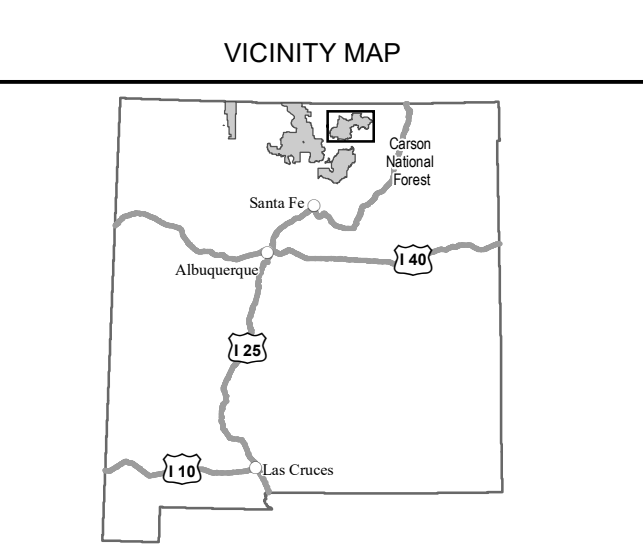 VICINITY MAP
Carson
National
Forest
Santa Fe
Albuquerque
I 40
I 25
I 10
Las Cruces